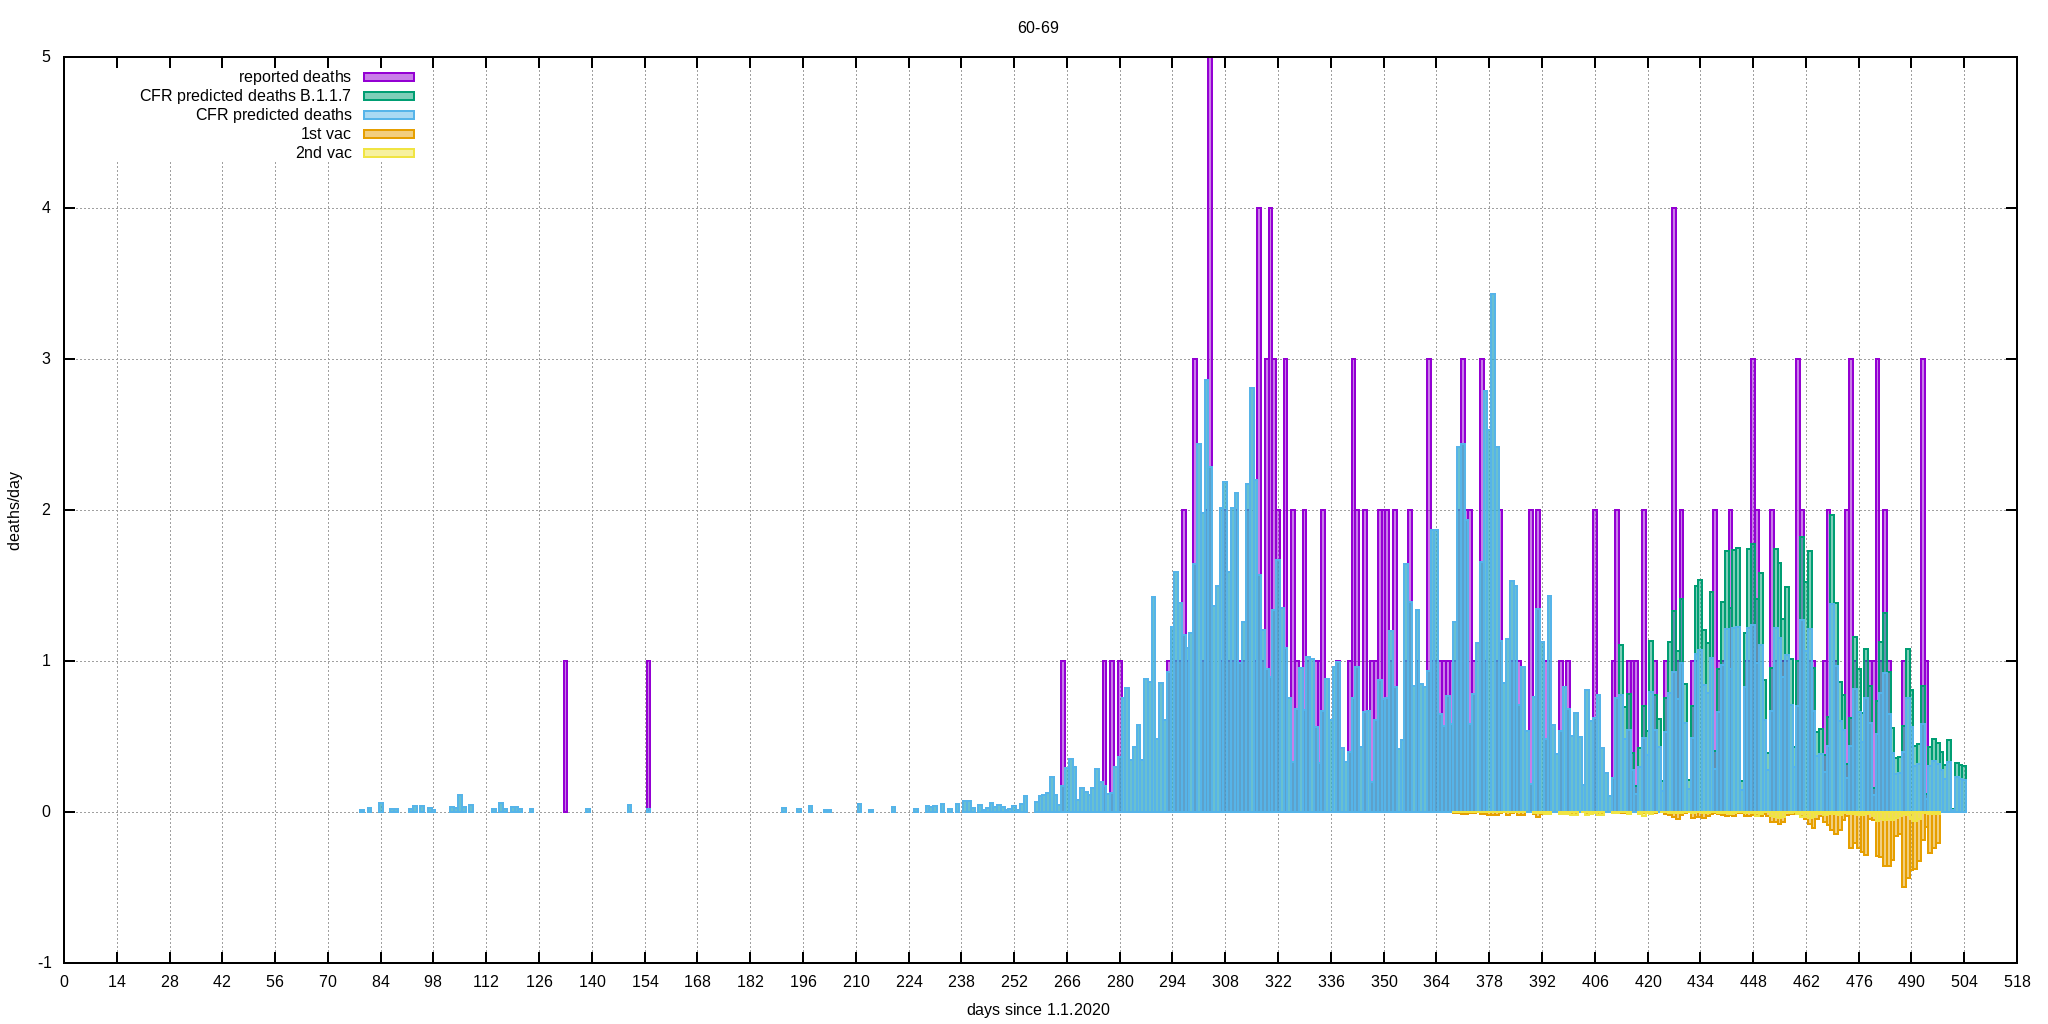 60-69
reported deaths
CFR predicted deaths B.1.1.7
CFR predicted deaths
1st vac
2nd vac
5
4
3
2
1
0
-1
deaths/day
0 14 28 42 56 70 84 98 112 126 140 154 168 182 196 210 224 238 252 266 280 294 308 322 336 350 364 378 392 406 420 434 448 462 476 490 504 518
days since 1.1.2020